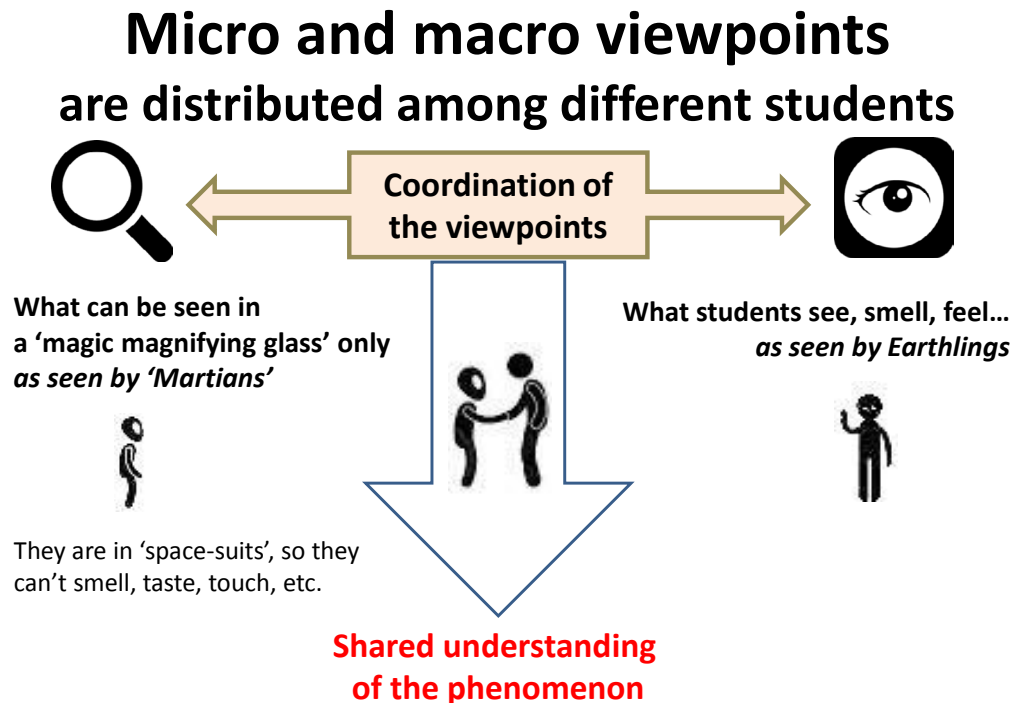 Micro and macro viewpoints
are distributed among different students
Coordination of
the viewpoints
What can be seen in
a ‘magic magnifying glass’ only
as seen by ‘Martians’
What students see, smell, feel…
as seen by Earthlings
They are in ‘space-suits’, so they
can’t smell, taste, touch, etc.
Shared understanding
of the phenomenon